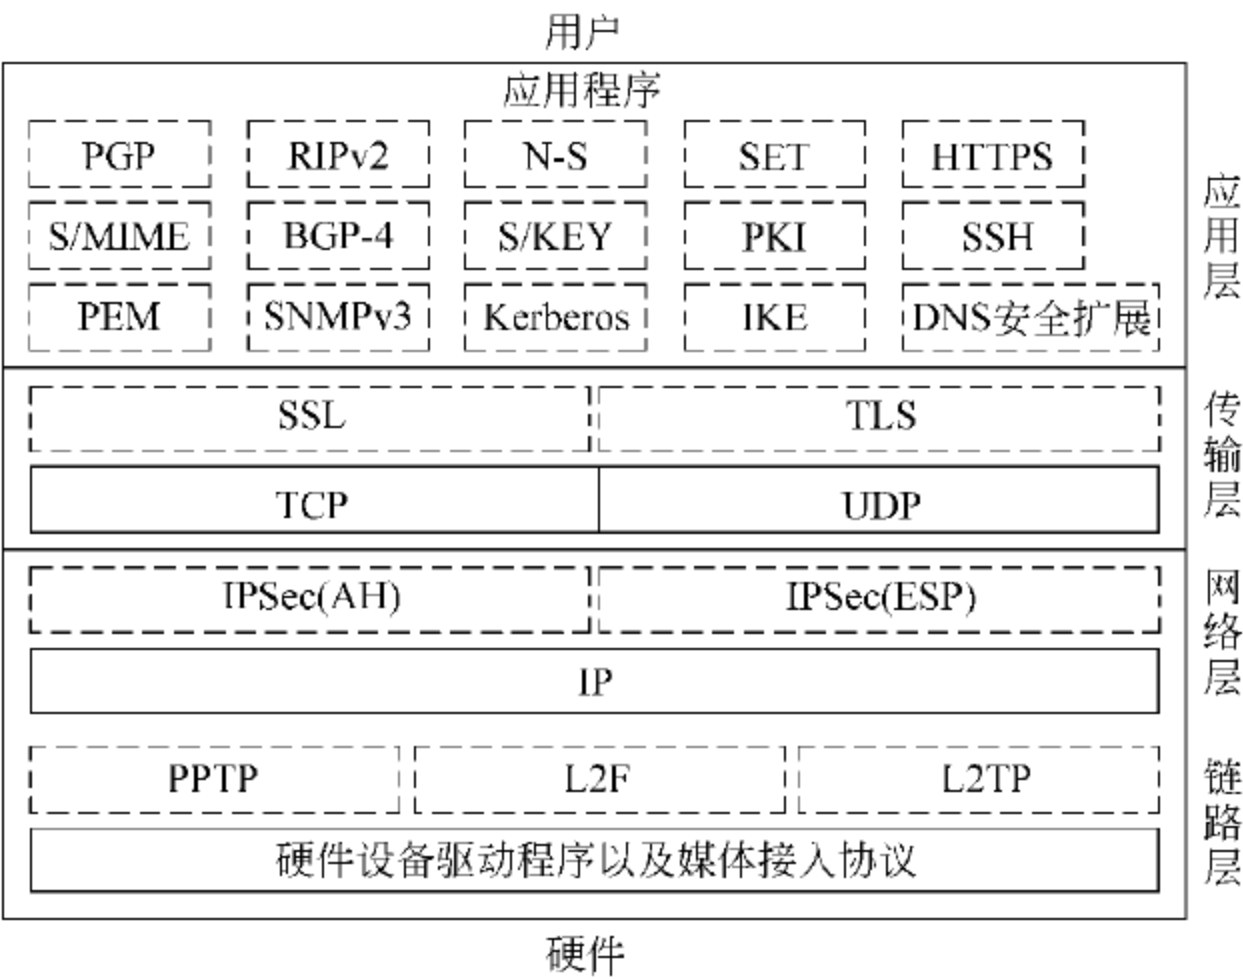 用户
应用程序
PGP RIPv2 N-S SET HTTPS
S/MIME BGP-4 S/KEY PKI SSH
PEM SNMPv3 Kerberos IKE DNS安全扩展
应用层
SSL TLS
TCP UDP
传输层
IPSec(AH) IPSec(ESP)
IP
网络层
PPTP L2F L2TP
硬件设备驱动程序以及媒体接入协议
链路层
硬件